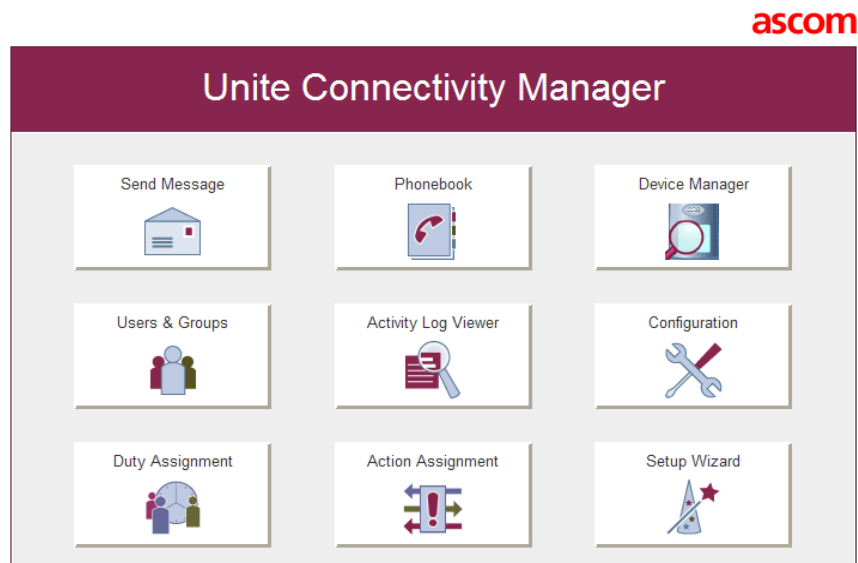 ascom
Unite Connectivity Manager
Send Message
Phonebook
Device Manager
Users & Groups
Activity Log Viewer
Configuration
Duty Assignment
Action Assignment
Setup Wizard